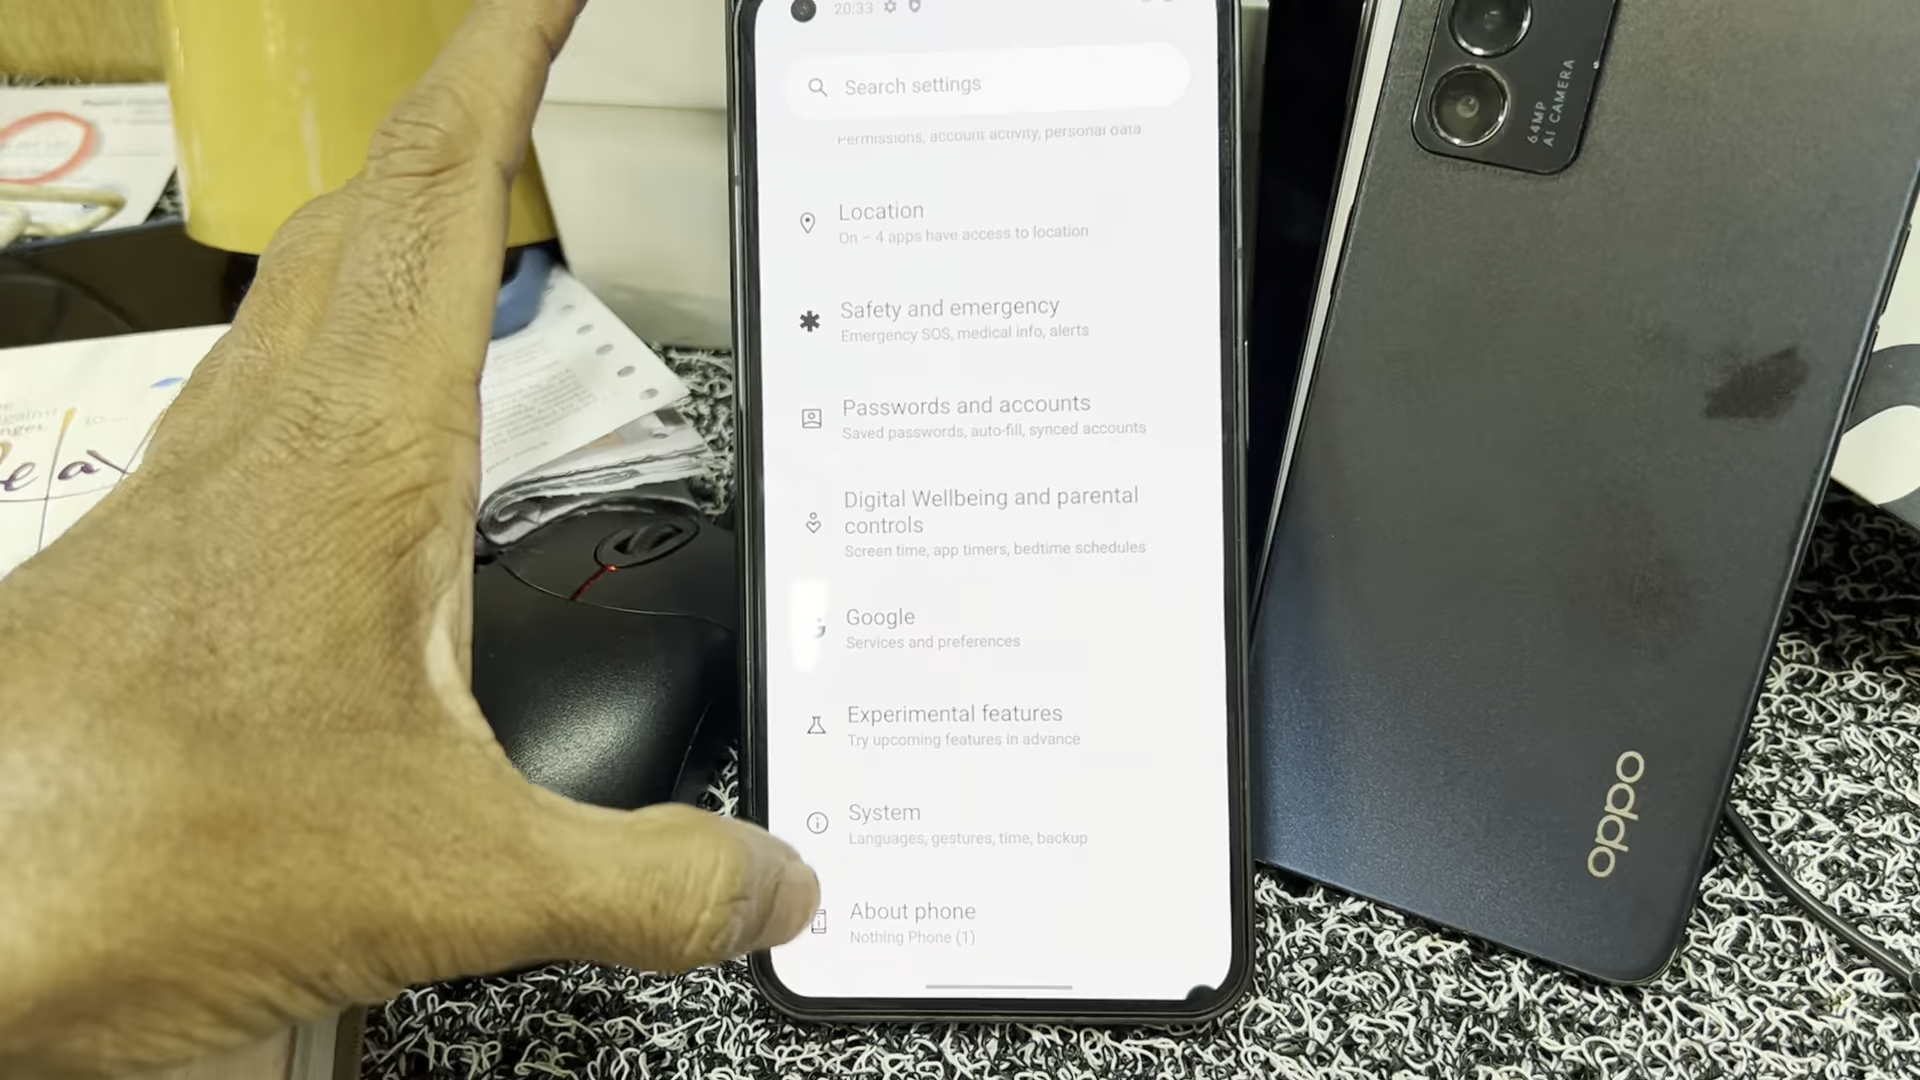 20:33
Search settings
Permissions, account activity, personal data
Location
On – 4 apps have access to location
Safety and emergency
Emergency SOS, medical info, alerts
Passwords and accounts
Saved passwords, auto-fill, synced accounts
Digital Wellbeing and parental
controls
Screen time, app timers, bedtime schedules
Google
Services and preferences
Experimental features
Try upcoming features in advance
System
Languages, gestures, time, backup
About phone
Nothing Phone (1)
64MP
AI CAMERA
oppo